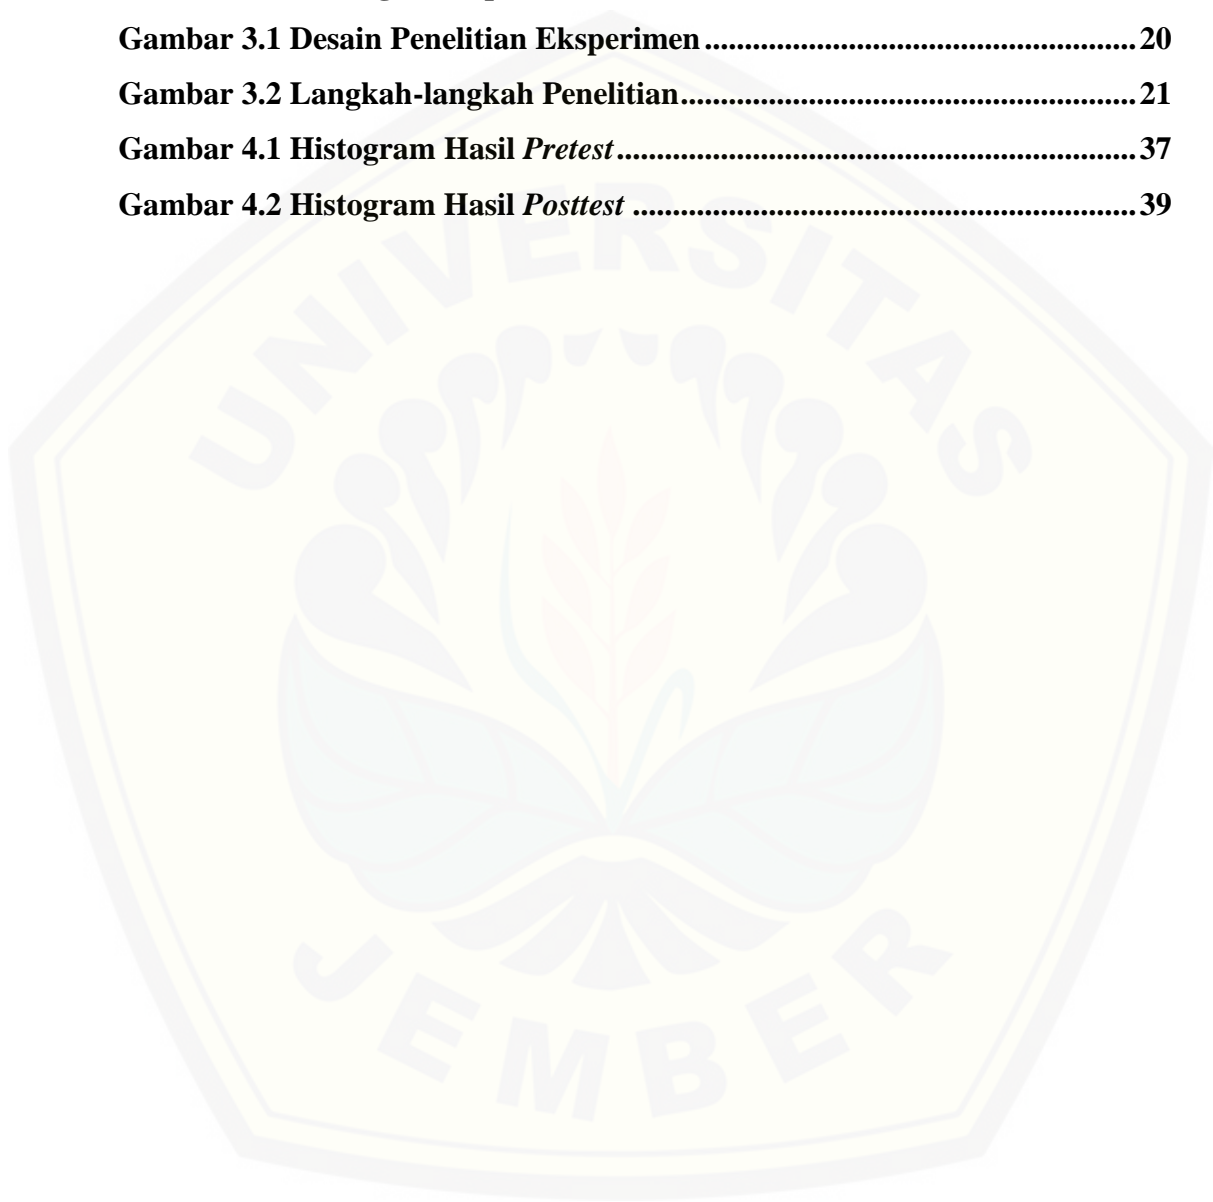 Gambar 3.1 Desain Penelitian Eksperimen ........................................................ 20
Gambar 3.2 Langkah-langkah Penelitian........................................................... 21
Gambar 4.1 Histogram Hasil Pretest ................................................................... 37
Gambar 4.2 Histogram Hasil Posttest ................................................................. 39
UNIVERSITAS
JEMBER